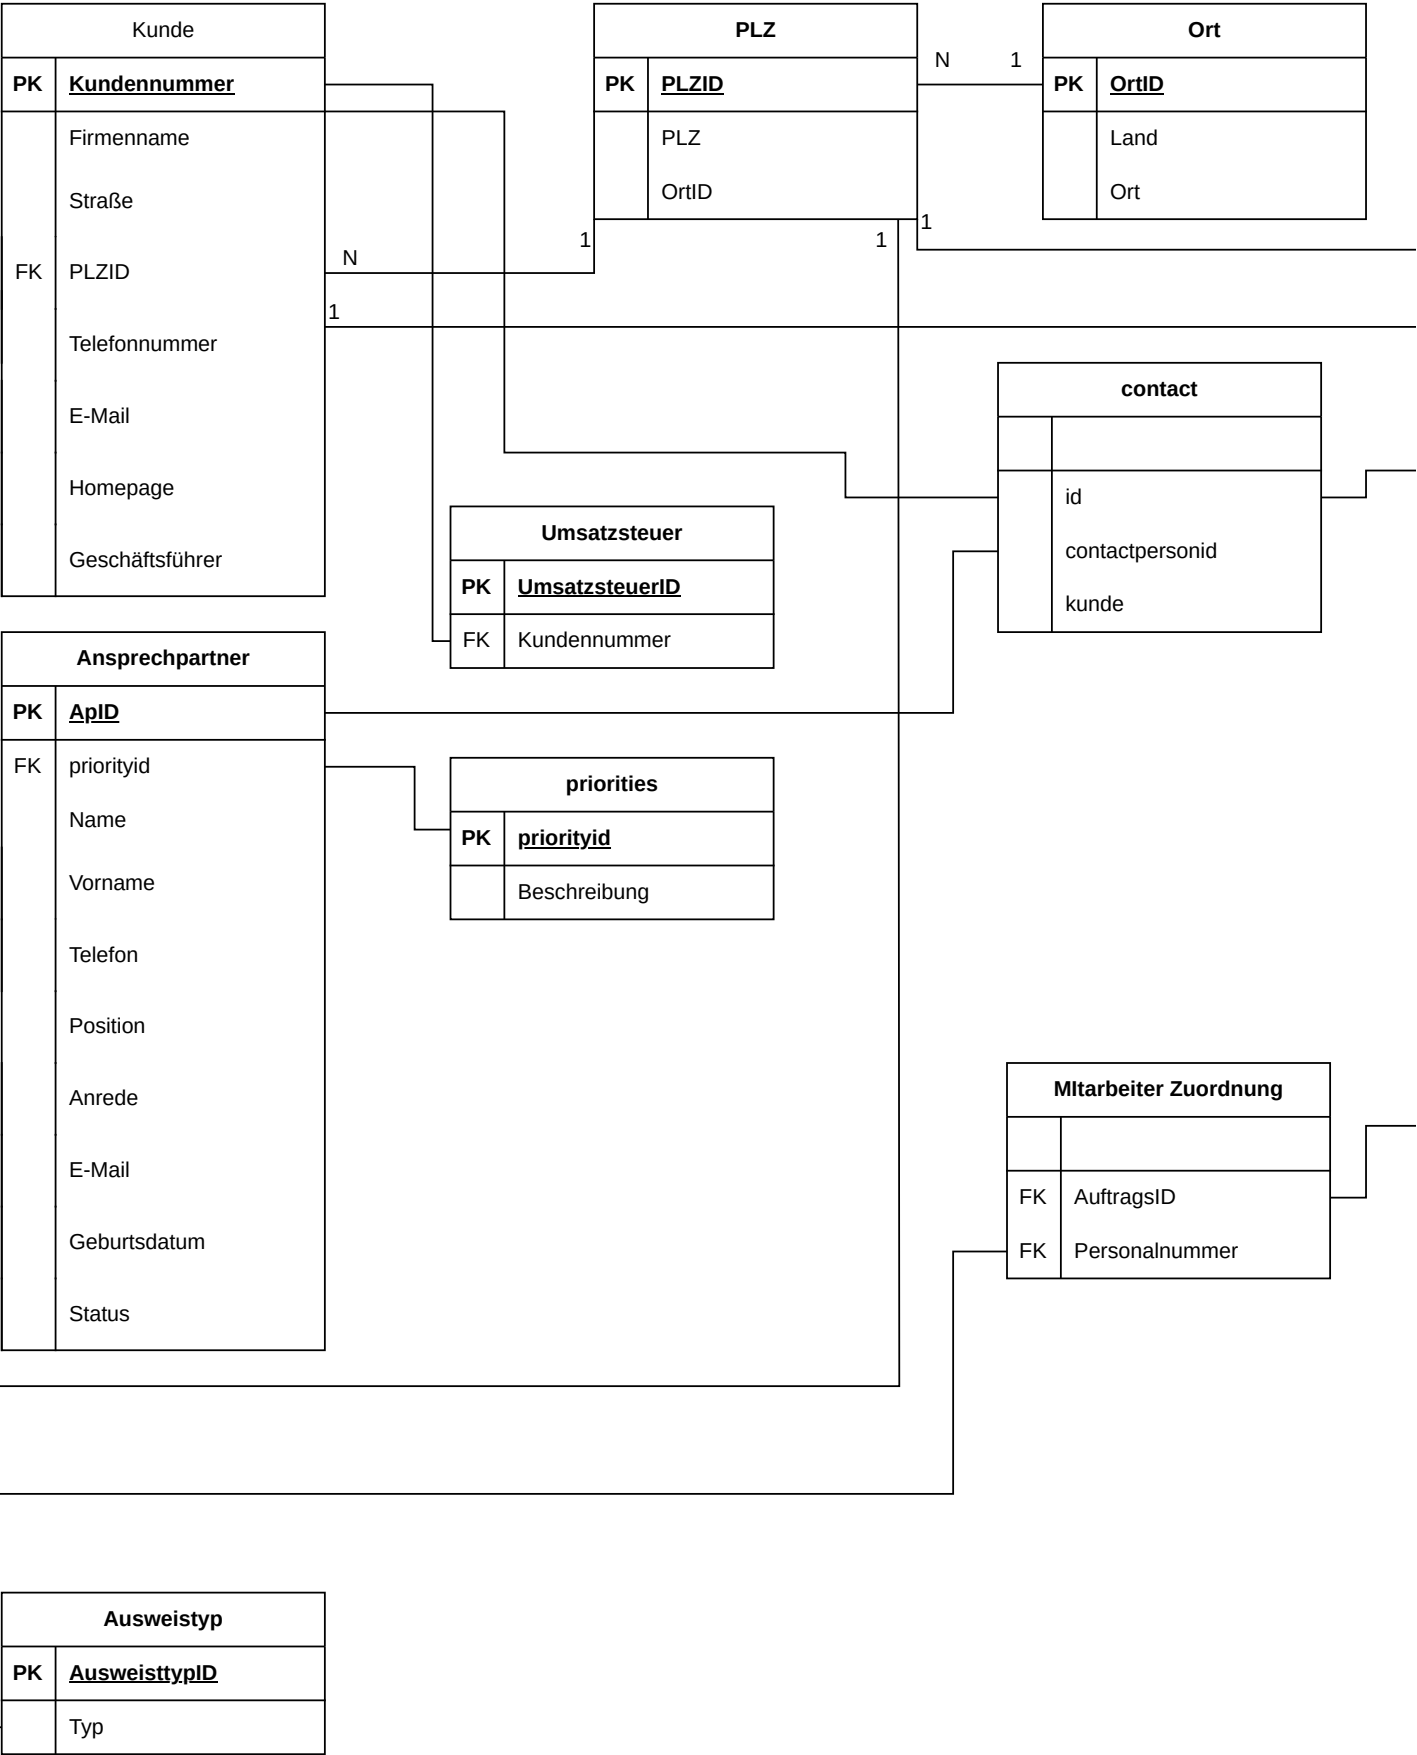 Kunde
PK Kundennummer
Firmenname
Straße
FK PLZID
Telefonnummer
E-Mail
Homepage
Geschäftsführer
PLZ
PK PLZID
PLZ
OrtID
N 1
Ort
PK OrtID
Land
Ort
N
1
1
1
1
contact
id
contactpersonid
kunde
Umsatzsteuer
PK UmsatzsteuerID
FK Kundennummer
Ansprechpartner
PK ApID
FK priorityid
Name
Vorname
Telefon
Position
Anrede
E-Mail
Geburtsdatum
Status
priorities
PK priorityid
Beschreibung
MItarbeiter Zuordnung
FK AuftragsID
FK Personalnummer
Ausweistyp
PK AusweisttypID
Typ